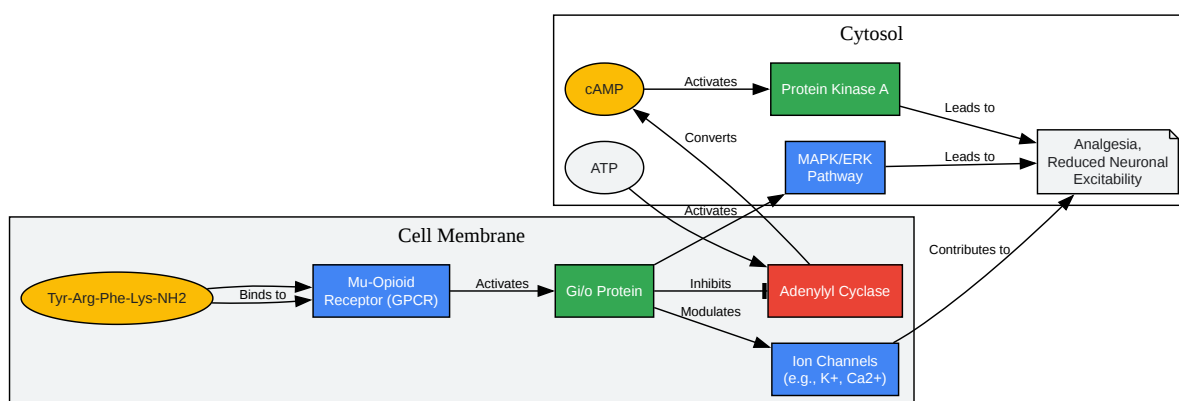 Cytosol
cAMP
Activates
Protein Kinase A
Leads to
Converts
ATP
MAPK/ERK
Pathway
Leads to
Analgesia,
Reduced Neuronal
Excitability
Activates
Cell Membrane
Contributes to
Tyr-Arg-Phe-Lys-NH2
Binds to
Mu-Opioid
Receptor (GPCR)
Activates
Gi/o Protein
Inhibits
Adenylyl Cyclase
Modulates
Ion Channels
(e.g., K+, Ca2+)